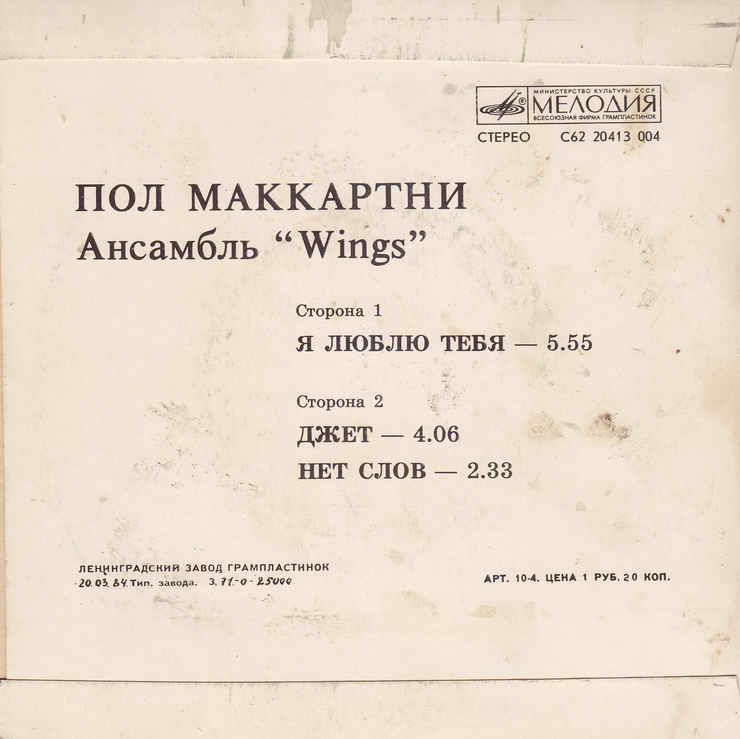 МИНИСТЕРСТВО КУЛЬТУРЫ СССР
МЕЛОДИЯ
ВСЕСОЮЗНАЯ ФИРМА ГРАМПЛАСТИНОК
СТЕРЕО С62 20413 004
ПОЛ МАККАРТНИ
Ансамбль “Wings”
Сторона 1
Я ЛЮБЛЮ ТЕБЯ — 5.55
Сторона 2
ДЖЕТ — 4.06
НЕТ СЛОВ — 2.33
ЛЕНИНГРАДСКИЙ ЗАВОД ГРАМПЛАСТИНОК
20.03.84. Тип. завода. З. 71-0-25000
АРТ. 10-4. ЦЕНА 1 РУБ. 20 КОП.